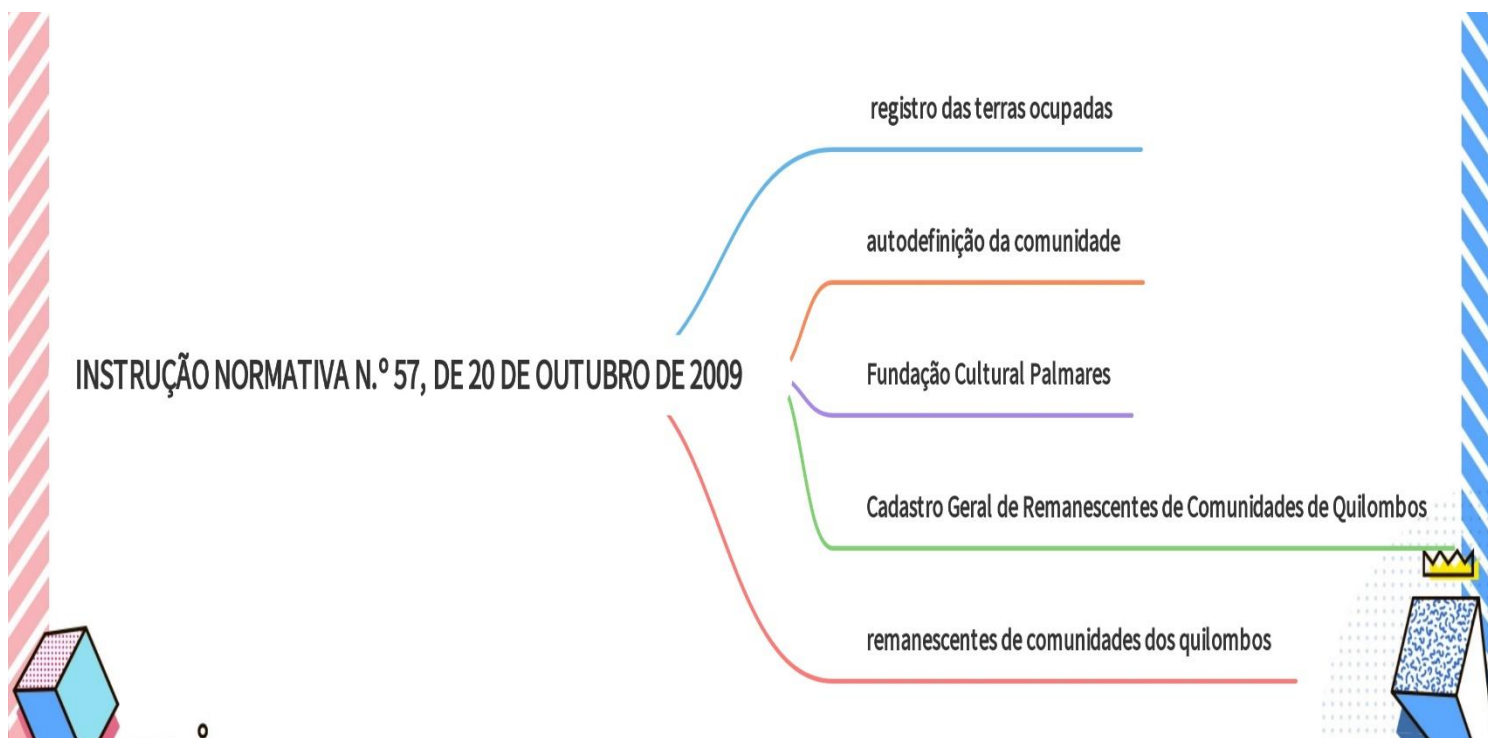 registro das terras ocupadas
autodefinição da comunidade
INSTRUÇÃO NORMATIVA N.º 57, DE 20 DE OUTUBRO DE 2009
Fundação Cultural Palmares
Cadastro Geral de Remanescentes de Comunidades de Quilombos
remanescentes de comunidades dos quilombos